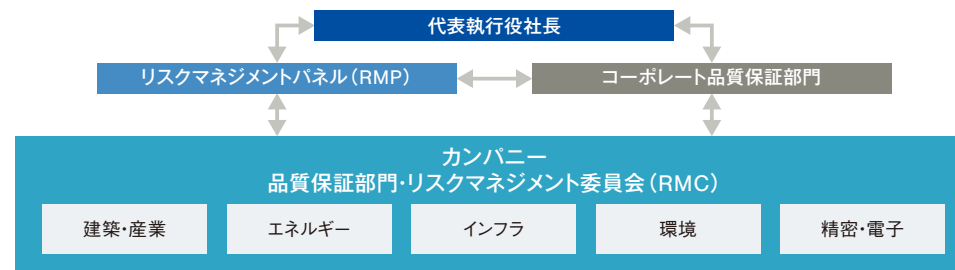 代表執行役社長
リスクマネジメントパネル（RMP）
コーポレート品質保証部門
カンパニー
品質保証部門・リスクマネジメント委員会（RMC）
建築・産業
エネルギー
インフラ
環境
精密・電子